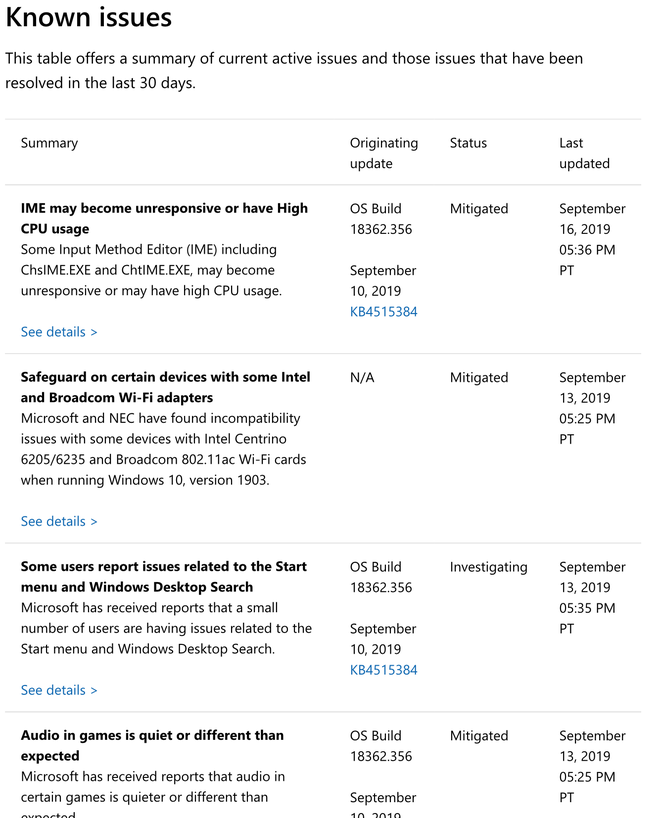 Known issues
This table offers a summary of current active issues and those issues that have been
resolved in the last 30 days.
Summary
Originating
update
Status
Last
updated
IME may become unresponsive or have High
CPU usage
Some Input Method Editor (IME) including
ChsIME.EXE and ChtIME.EXE, may become
unresponsive or may have high CPU usage.
See details >
OS Build
18362.356
September
10, 2019
KB4515384
Mitigated
September
16, 2019
05:36 PM
PT
Safeguard on certain devices with some Intel
and Broadcom Wi-Fi adapters
Microsoft and NEC have found incompatibility
issues with some devices with Intel Centrino
6205/6235 and Broadcom 802.11ac Wi-Fi cards
when running Windows 10, version 1903.
See details >
N/A
Mitigated
September
13, 2019
05:25 PM
PT
Some users report issues related to the Start
menu and Windows Desktop Search
Microsoft has received reports that a small
number of users are having issues related to the
Start menu and Windows Desktop Search.
See details >
OS Build
18362.356
September
10, 2019
KB4515384
Investigating
September
13, 2019
05:35 PM
PT
Audio in games is quiet or different than
expected
Microsoft has received reports that audio in
certain games is quieter or different than
expected
OS Build
18362.356
September
10, 2019
Mitigated
September
13, 2019
05:25 PM
PT